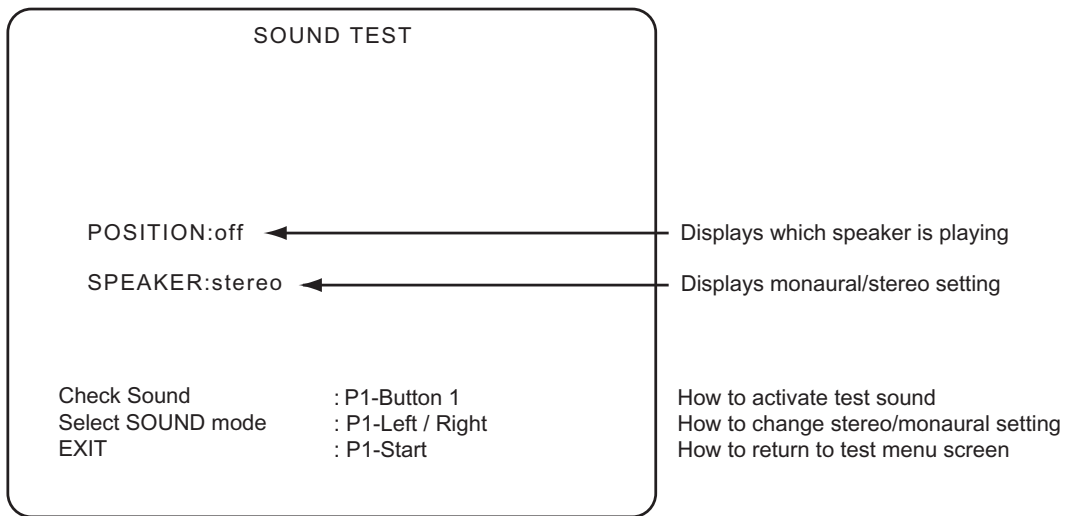 SOUND TEST
POSITION:off
Displays which speaker is playing
SPEAKER:stereo
Displays monaural/stereo setting
Check Sound : P1-Button 1 How to activate test sound
Select SOUND mode : P1-Left / Right How to change stereo/monaural setting
EXIT : P1-Start How to return to test menu screen